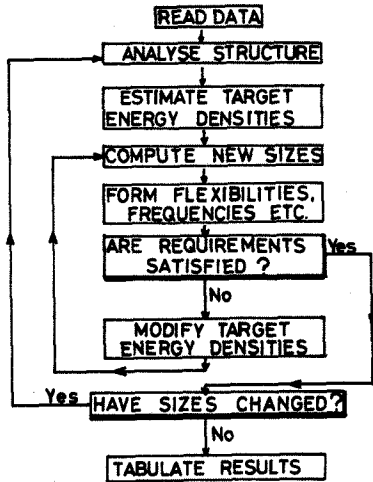 READ DATA
ANALYSE STRUCTURE
ESTIMATE TARGET
ENERGY DENSITIES
COMPUTE NEW SIZES
FORM FLEXIBILITIES,
FREQUENCIES ETC.
ARE REQUIREMENTS
SATISFIED ?
Yes
No
MODIFY TARGET
ENERGY DENSITIES
Yes
HAVE SIZES CHANGED?
No
TABULATE RESULTS